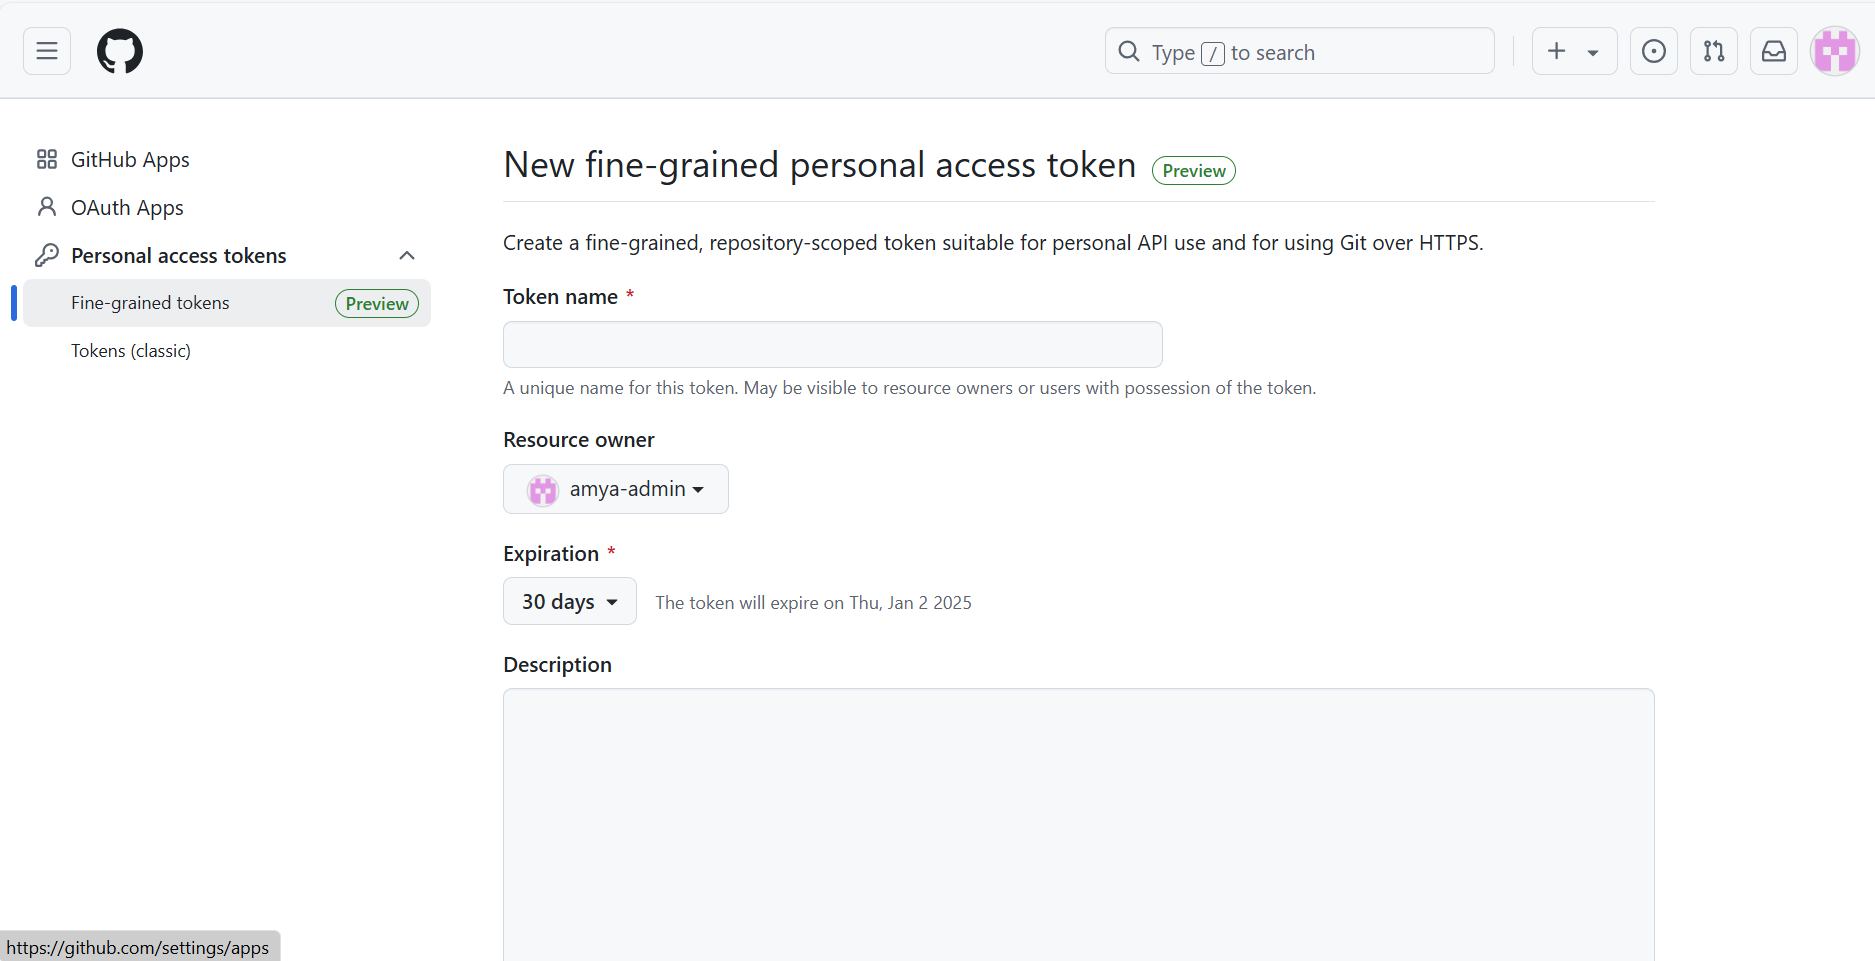 Type / to search
GitHub Apps
OAuth Apps
Personal access tokens
Fine-grained tokens Preview
Tokens (classic)
New fine-grained personal access token Preview
Create a fine-grained, repository-scoped token suitable for personal API use and for using Git over HTTPS.
Token name *
A unique name for this token. May be visible to resource owners or users with possession of the token.
Resource owner
amya-admin
Expiration *
30 days The token will expire on Thu, Jan 2 2025
Description
https://github.com/settings/apps